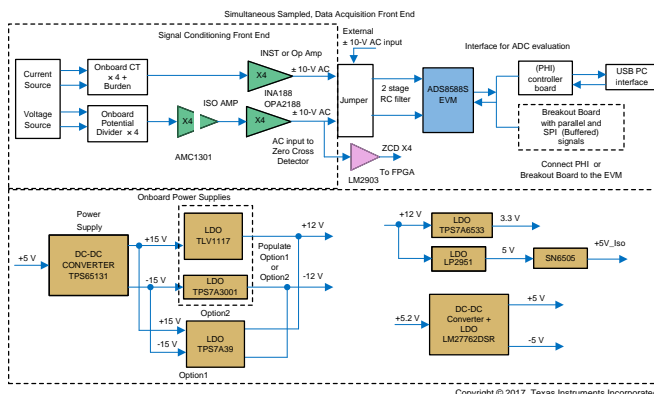 Simultaneous Sampled, Data Acquisition Front End
Signal Conditioning Front End
External
± 10-V AC input
Interface for ADC evaluation
Current
Source
Voltage
Source
Onboard CT
× 4 +
Burden
Onboard
Potential
Divider × 4
INST or Op Amp
X4
± 10-V AC
INA188
OPA2188
ISO AMP
X4
X4
X4
± 10-V AC
AMC1301
AC input to
Zero Cross
Detector
Jumper
2 stage
RC filter
ADS8588S
EVM
(PHI)
controller
board
USB PC
interface
Breakout Board
with parallel and
SPI (Buffered)
signals
ZCD X4
To FPGA
LM2903
Connect PHI or
Breakout Board to the EVM
Onboard Power Supplies
Power
Supply
+5 V
DC-DC
CONVERTER
TPS65131
+15 V
-15 V
LDO
TLV1117
LDO
TPS7A3001
Option2
Populate
Option1
or
Option2
+12 V
-12 V
+15 V
-15 V
LDO
TPS7A39
Option1
+12 V
LDO
TPS7A6533
3.3 V
LDO
LP2951
5 V
SN6505
+5V_Iso
+5.2 V
DC-DC
Converter +
LDO
LM27762DSR
+5 V
-5 V
Copyright © 2017, Texas Instruments Incorporated